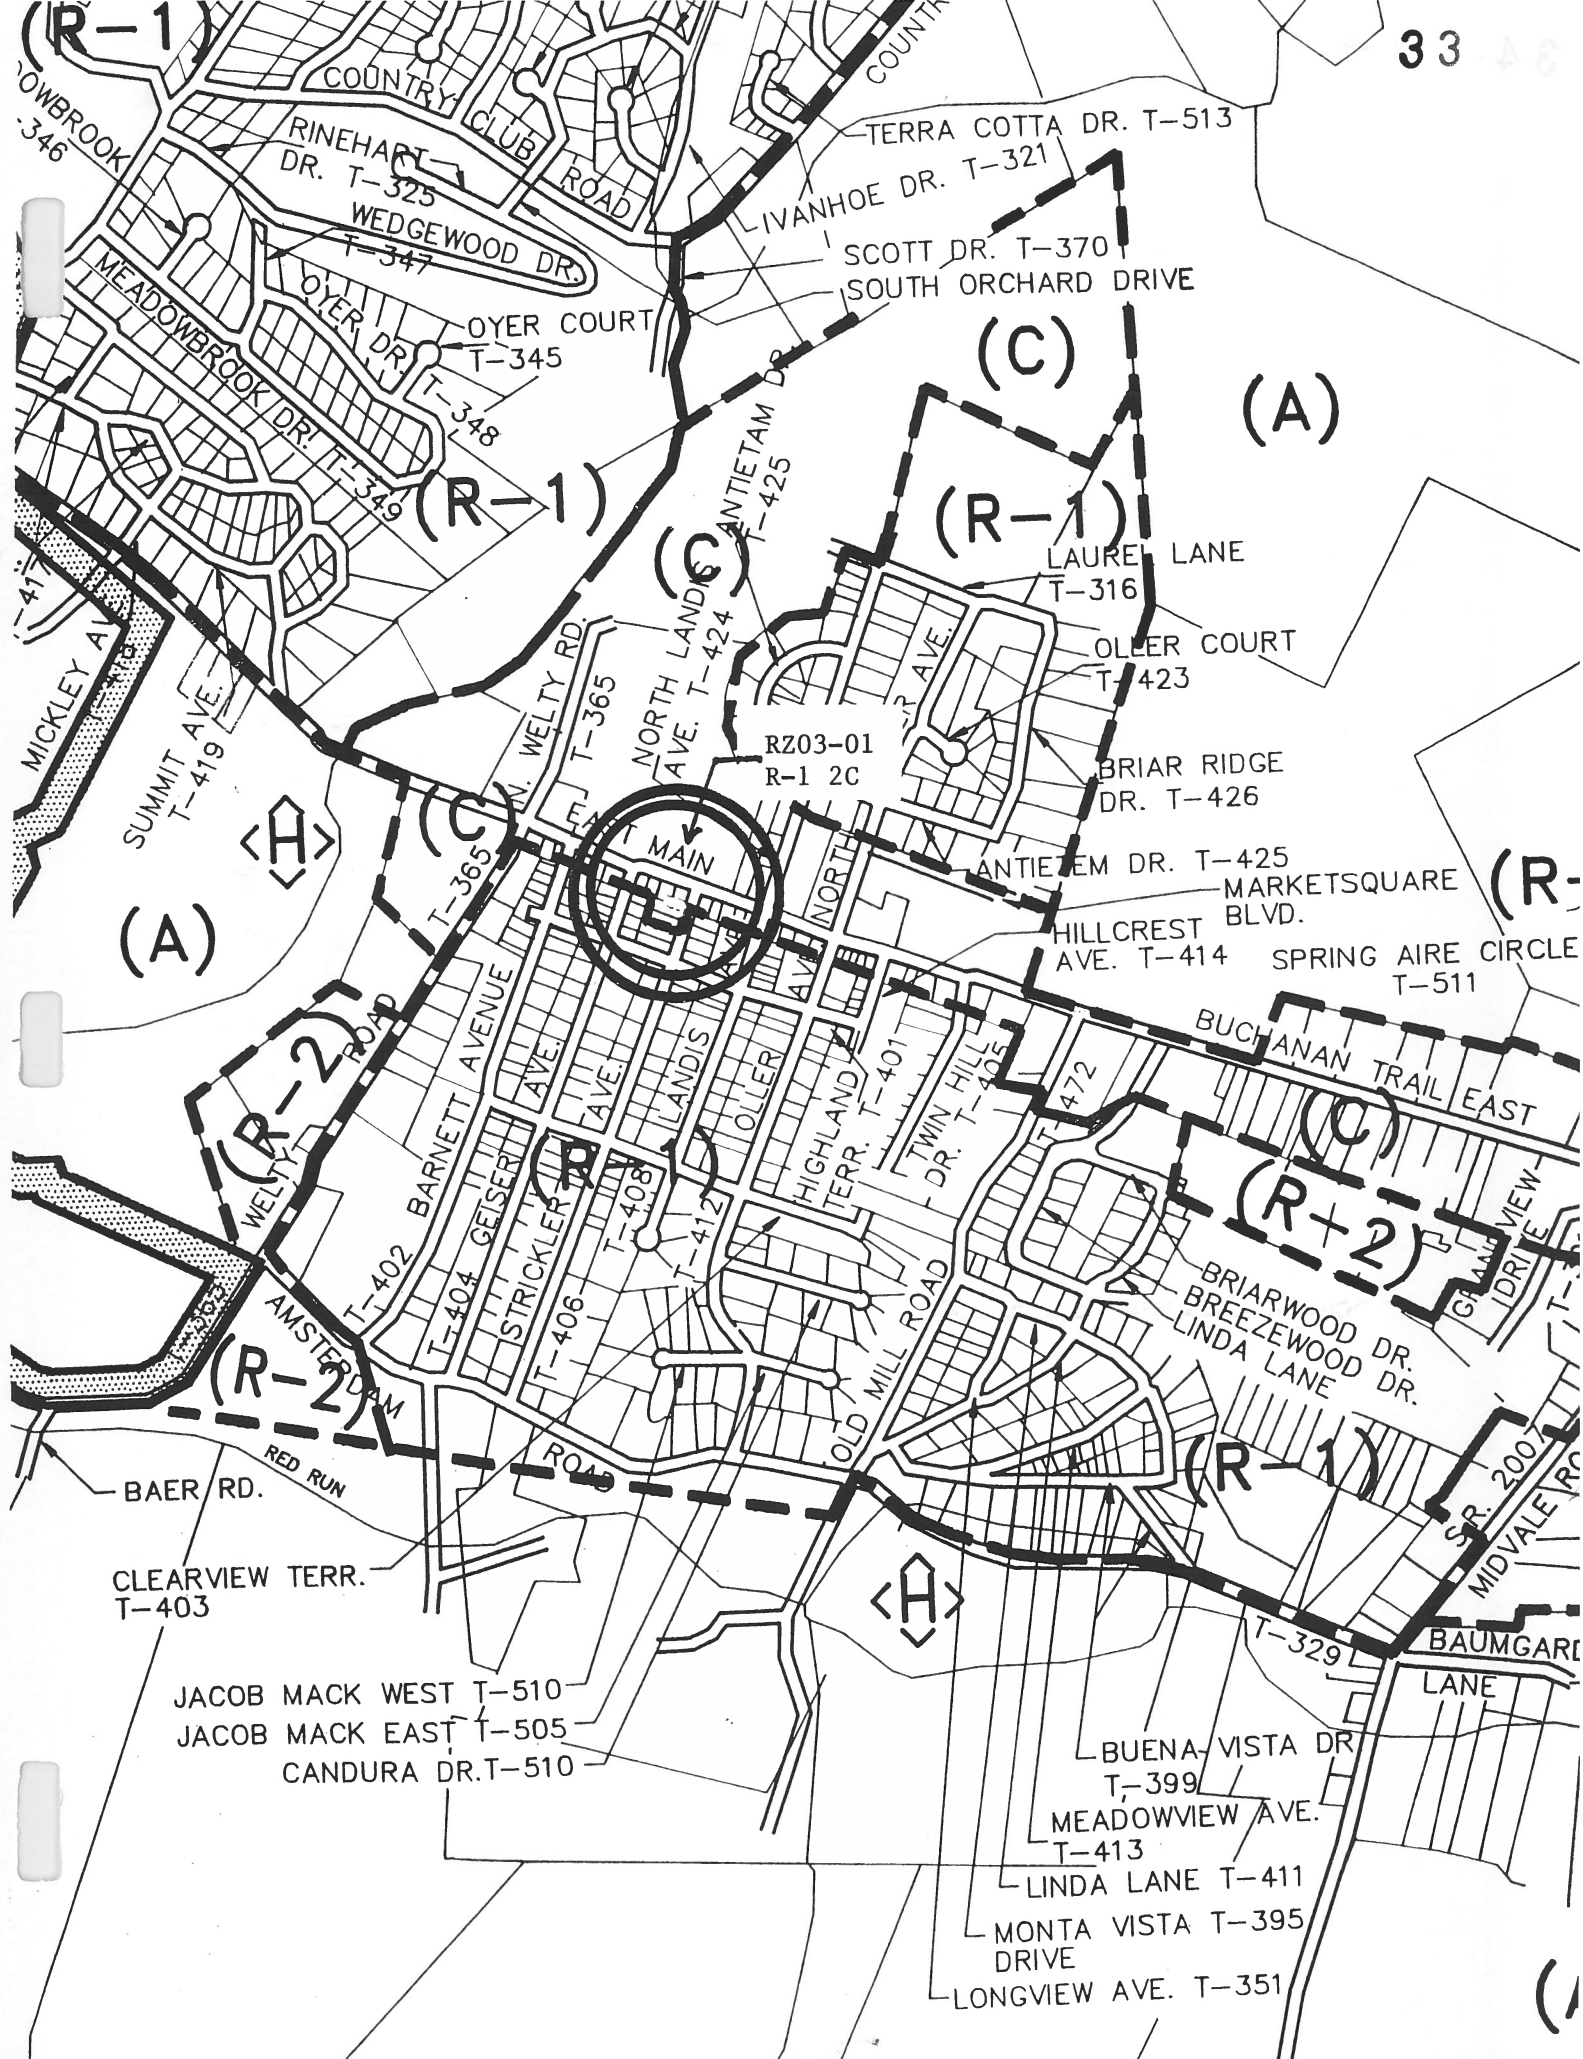 (R-1)
33
COUNTRY
CLUB
ROAD
TERRA COTTA DR. T-513
-346
RINEHART
DR. T-325
IVANHOE DR. T-321
WEDGEWOOD DR.
T-347
SCOTT DR. T-370
SOUTH ORCHARD DRIVE
MEADOWBROOK DR. T-349
OYER DR. T-348
OYER COURT
T-345
(C)
(A)
ANTIETAM DR.
T-425
(R-1)
(R-1)
(C)
LAUREL LANE
T-316
OLLER COURT
T-423
NORTH LANDIS
AVE. T-424
N. WELTY RD.
T-365
MICKLEY AV
SUMMIT AVE.
T-419
RZ03-01
R-1 2C
BRIAR RIDGE
DR. T-426
<H>
(C)
EAST
MAIN
T-365
NORTH
ANTIETEM DR. T-425
MARKETSQUARE
BLVD.
(R-
(A)
HILLCREST
AVE. T-414
SPRING AIRE CIRCLE
T-511
BUCHANAN TRAIL EAST
(R-2)
WELTY ROAD
BARNETT AVENUE
T-402
GEISER AVE.
T-404
STRICKLER AVE.
T-406
T-408
LANDIS AVE
T-412
OLLER AVE
HIGHLAND
TERR. T-401
TWIN HILL
DR. T-405
T-472
(C)
(R-1)
(R-2)
GRANDVIEW
DRIVE
BRIARWOOD DR.
BREEZEWOOD DR.
LINDA LANE
AMSTERDAM
ROAD
OLD MILL ROAD
(R-2)
(R-1)
S.R. 2007
MIDVALE RO
BAER RD.
RED RUN
CLEARVIEW TERR.
T-403
<H>
T-329
BAUMGARD
LANE
JACOB MACK WEST T-510
JACOB MACK EAST T-505
CANDURA DR.T-510
BUENA VISTA DR
T-399
MEADOWVIEW AVE.
T-413
LINDA LANE T-411
MONTA VISTA T-395
DRIVE
LONGVIEW AVE. T-351